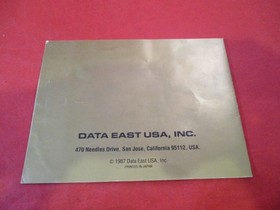 DATA EAST USA, INC.
470 Needles Drive, San Jose, California 95112, USA.
© 1987 Data East USA, Inc.
PRINTED IN JAPAN